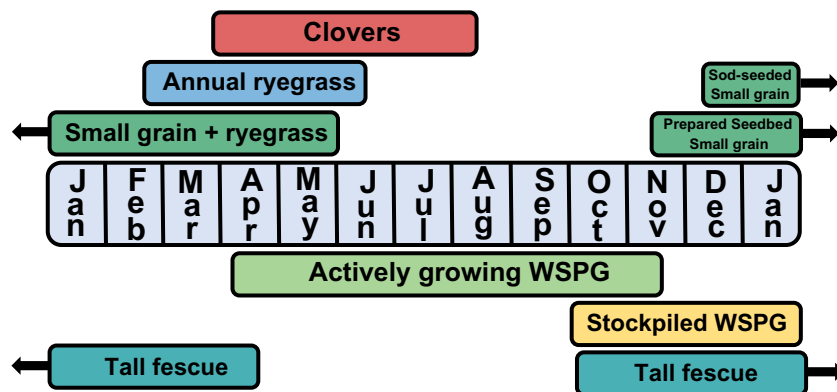 Clovers
Annual ryegrass
Sod-seeded
Small grain
Small grain + ryegrass
Prepared Seedbed
Small grain
Jan Feb Mar Apr May Jun Jul Aug Sep Oct Nov Dec Jan
Actively growing WSPG
Stockpiled WSPG
Tall fescue
Tall fescue